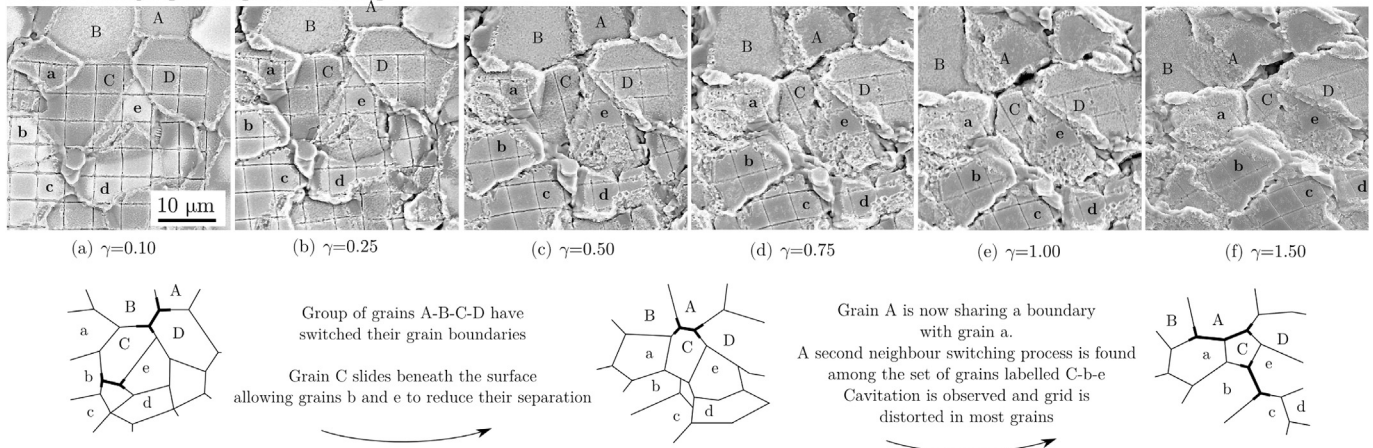 B A
a C D
e
b
c d
10 μm
A
B
a C D
e
b
c d
A
B
a C D
e
b
c d
B A
a C D
e
b
c d
B A
a C D
e
b
c d
B A
a C D
e
b
c d
10 μm
(a) γ=0.10 (b) γ=0.25 (c) γ=0.50 (d) γ=0.75 (e) γ=1.00 (f) γ=1.50
B A
a D
C
b e
c d
Group of grains A-B-C-D have
switched their grain boundaries
Grain C slides beneath the surface
allowing grains b and e to reduce their separation
B A
a C D
e
b
c d
Grain A is now sharing a boundary
with grain a.
A second neighbour switching process is found
among the set of grains labelled C-b-e
Cavitation is observed and grid is
distorted in most grains
B A
a C D
e
b
c d